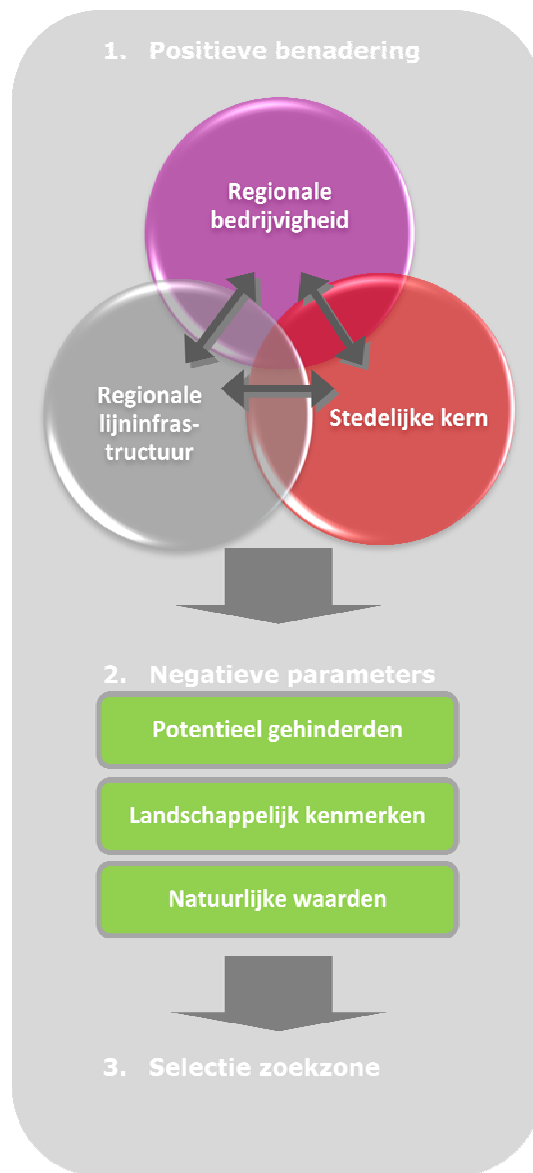 1. Positieve benadering
Regionale
bedrijvigheid
Regionale
lijninfras-
tructuur
Stedelijke kern
2. Negatieve parameters
Potentieel gehinderden
Landschappelijk kenmerken
Natuurlijke waarden
3. Selectie zoekzone